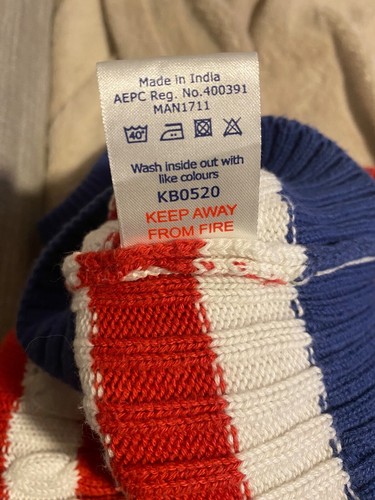 Made in India
AEPC Reg. No.400391
MAN1711
40°
Wash inside out with
like colours
KB0520
KEEP AWAY
FROM FIRE